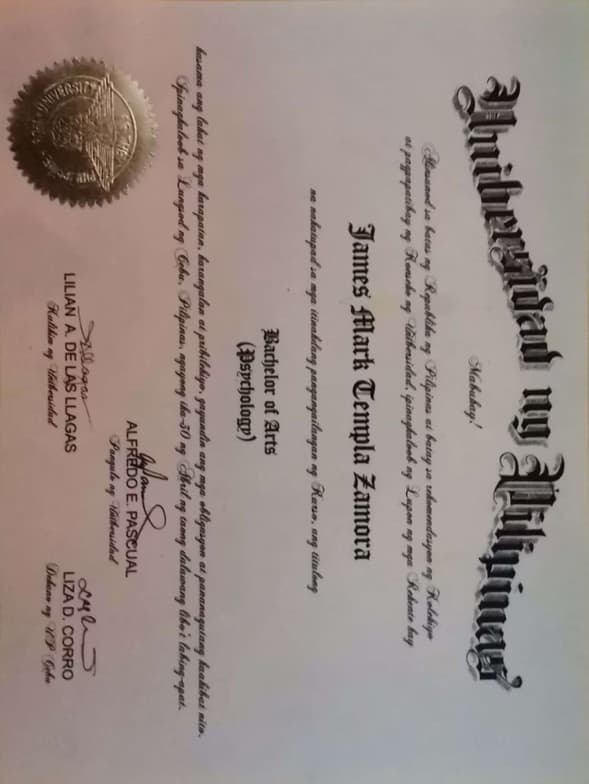 Unibersidad ng Pilipinas
Mabuhay!
Alinsunod sa batas ng Republika ng Pilipinas at batay sa rekomendasyon ng Kolehiyo
at pagpapatibay ng Konseho ng Unibersidad, ipinagkaloob ng Lupon ng mga Rehente kay
James Mark Templa Zamora
na nakatupad sa mga itinakdang pangangailangan ng Kurso, ang titulong
Bachelor of Arts
(Psychology)
kasama ang lahat ng mga karapatan, karangalan at pribilehiyo, gayundin ang mga obligasyon at pananagutang kaakibat nito.
Ipinagkaloob sa Lungsod ng Cebu, Pilipinas, ngayong ika-30 ng Abril ng taong dalawang libo't labing-apat.
ALFREDO E. PASCUAL
Pangulo ng Unibersidad
LILIAN A. DE LAS LLAGAS
Kalihim ng Unibersidad
LIZA D. CORRO
Dekano ng UP Cebu
UNIVERSITY OF THE